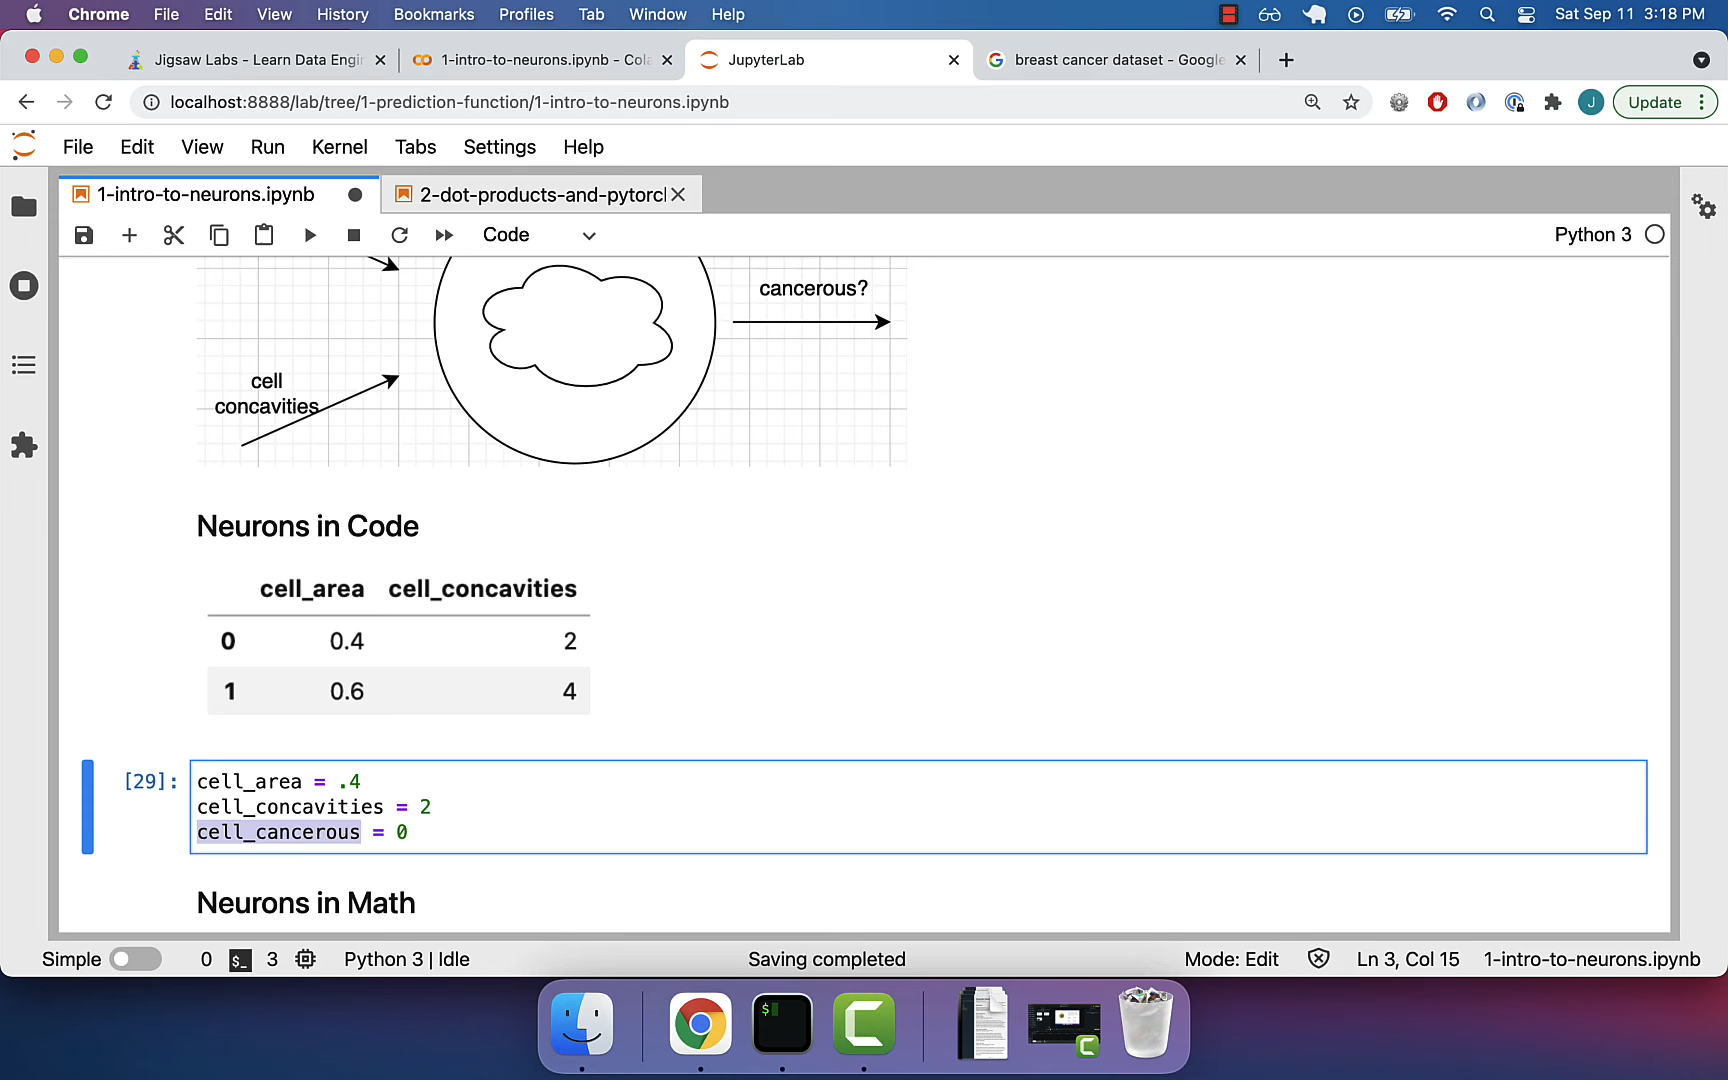 Chrome File Edit View History Bookmarks Profiles Tab Window Help Sat Sep 11 3:18 PM
Jigsaw Labs - Learn Data Engin 1-intro-to-neurons.ipynb - Cola JupyterLab breast cancer dataset - Google
localhost:8888/lab/tree/1-prediction-function/1-intro-to-neurons.ipynb J Update
File Edit View Run Kernel Tabs Settings Help
1-intro-to-neurons.ipynb 2-dot-products-and-pytorcl
Code Python 3
cancerous?
cell
concavities
Neurons in Code
cell_area cell_concavities
0 0.4 2
1 0.6 4
[29]: cell_area = .4
cell_concavities = 2
cell_cancerous = 0
Neurons in Math
Simple 0 $_ 3 Python 3 | Idle Saving completed Mode: Edit Ln 3, Col 15 1-intro-to-neurons.ipynb
$